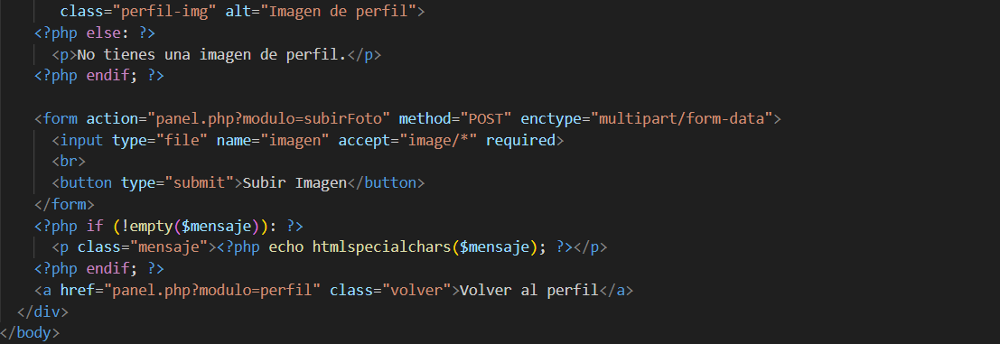 class="perfil-img" alt="Imagen de perfil">
<?php else: ?>
<p>No tienes una imagen de perfil.</p>
<?php endif; ?>
<form action="panel.php?modulo=subirFoto" method="POST" enctype="multipart/form-data">
<input type="file" name="imagen" accept="image/*" required>
<br>
<button type="submit">Subir Imagen</button>
</form>
<?php if (!empty($mensaje)): ?>
<p class="mensaje"><?php echo htmlspecialchars($mensaje); ?></p>
<?php endif; ?>
<a href="panel.php?modulo=perfil" class="volver">Volver al perfil</a>
</div>
</body>